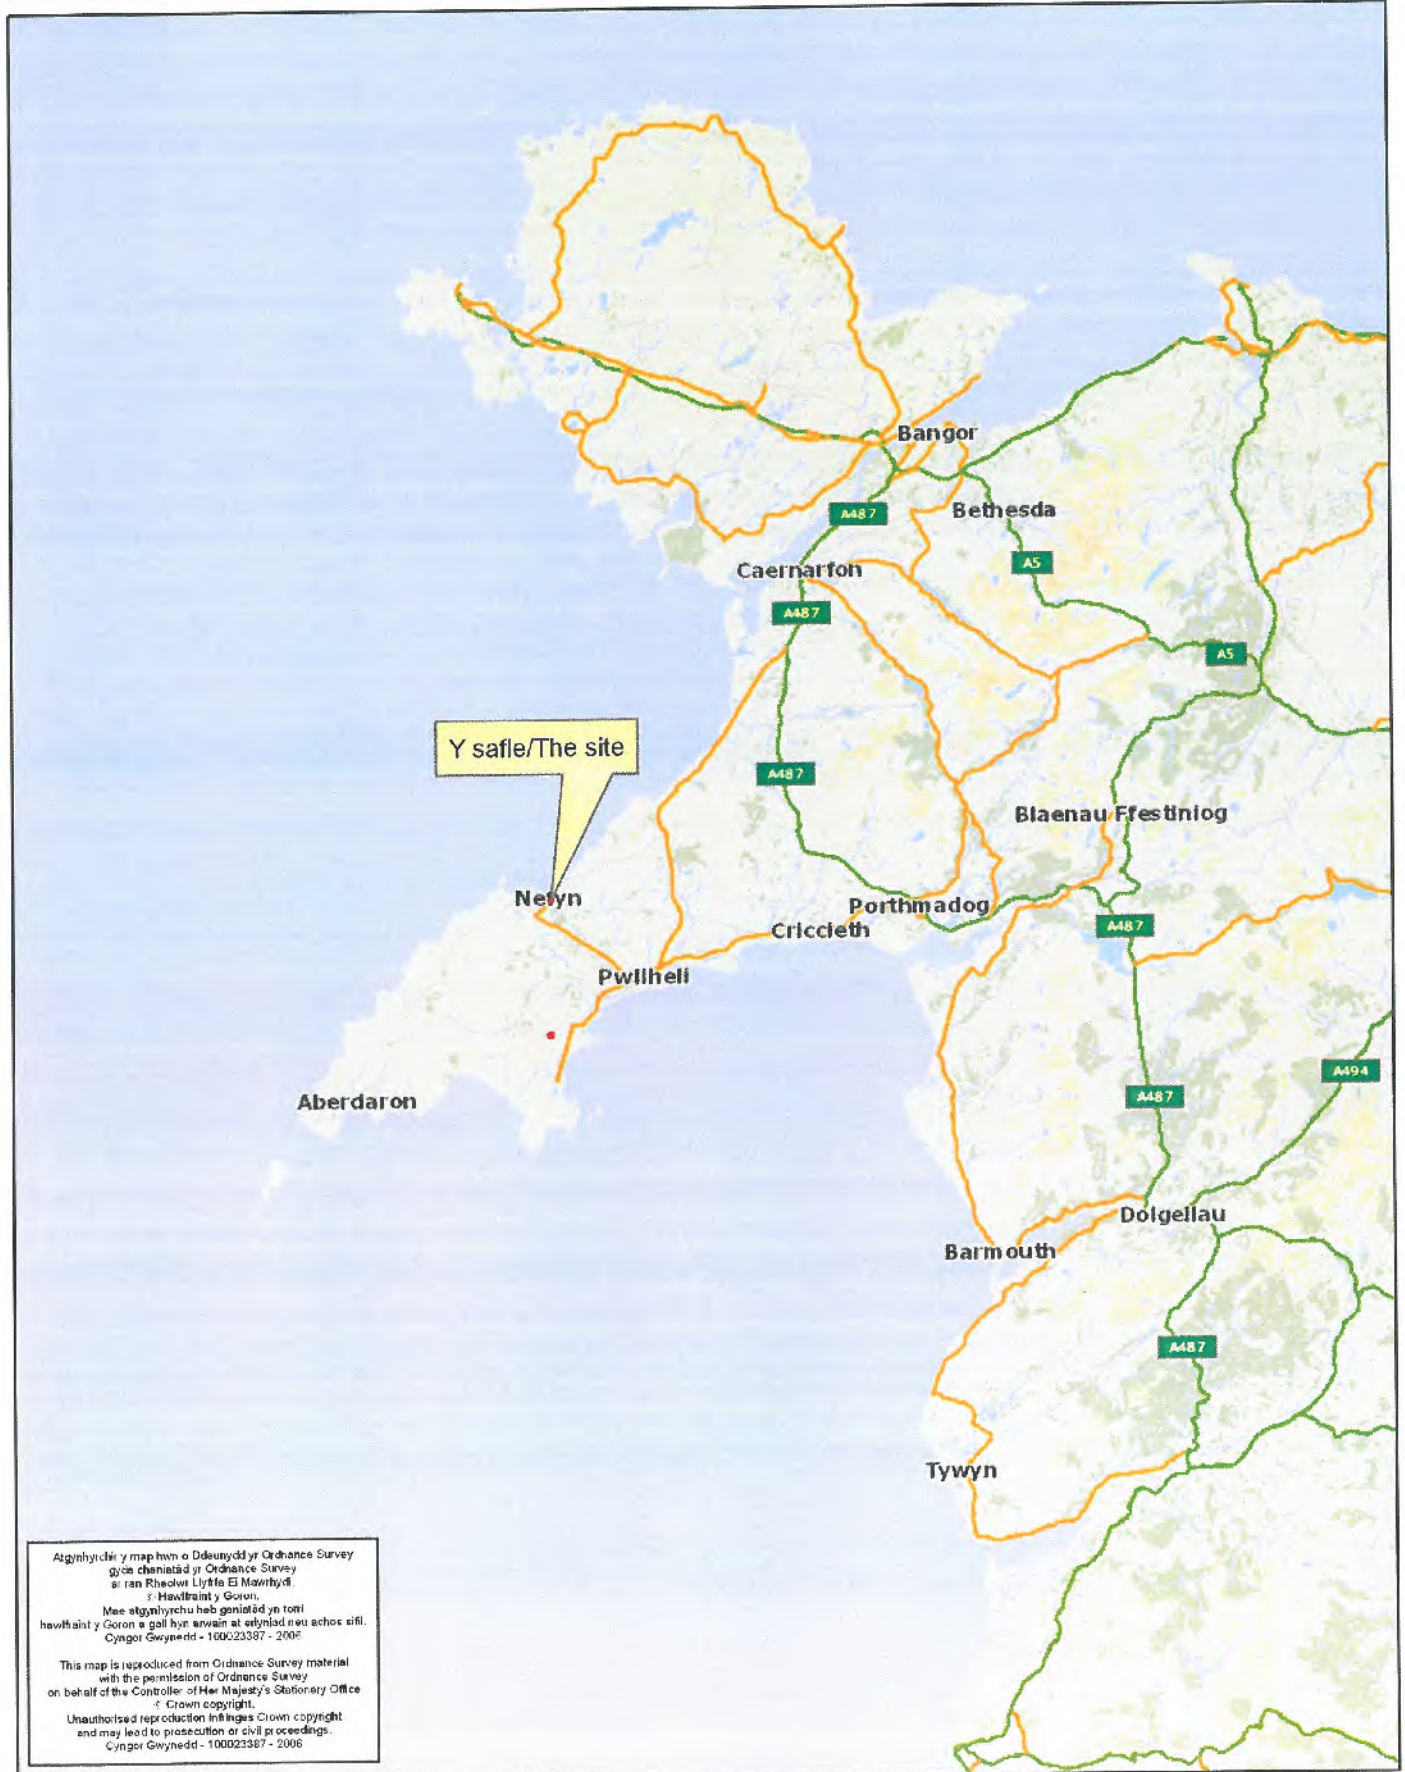 Bangor
A487
Bethesda
A5
Caernarfon
A487
A5
Y safle/The site
A487
Blaenau Ffestiniog
Nefyn
Porthmadog
A487
Criccieth
Pwllheli
A494
A487
Aberdaron
Dolgellau
Barmouth
A487
Tywyn
Atgynhyrchir y map hwn o Ddeunydd yr Ordnance Survey
gyda chaniatâd yr Ordnance Survey
ar ran Rheolwr Llyfrfa Ei Mawrhydi.
Hawlfraint y Goron.
Mae atgynhyrchu heb ganiatâd yn torri
hawlfraint y Goron a gall hyn arwain at erlyniad neu achos sifil.
Cyngor Gwynedd - 100023387 - 2006
This map is reproduced from Ordnance Survey material
with the permission of Ordnance Survey
on behalf of the Controller of Her Majesty's Stationery Office
Crown copyright.
Unauthorised reproduction infringes Crown copyright
and may lead to prosecution or civil proceedings.
Cyngor Gwynedd - 100023387 - 2006